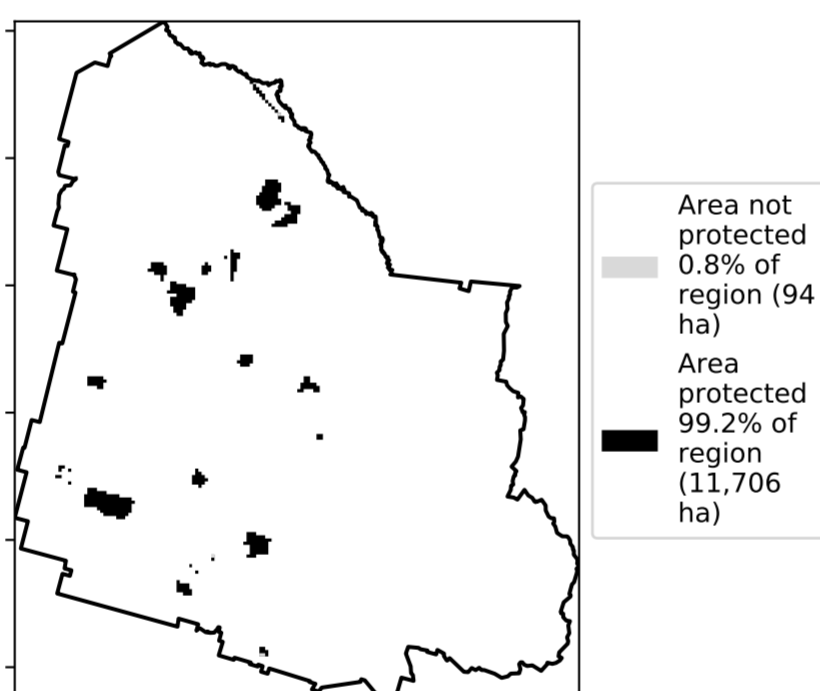 Area not
protected
0.8% of
region (94
ha)
Area
protected
99.2% of
region
(11,706
ha)